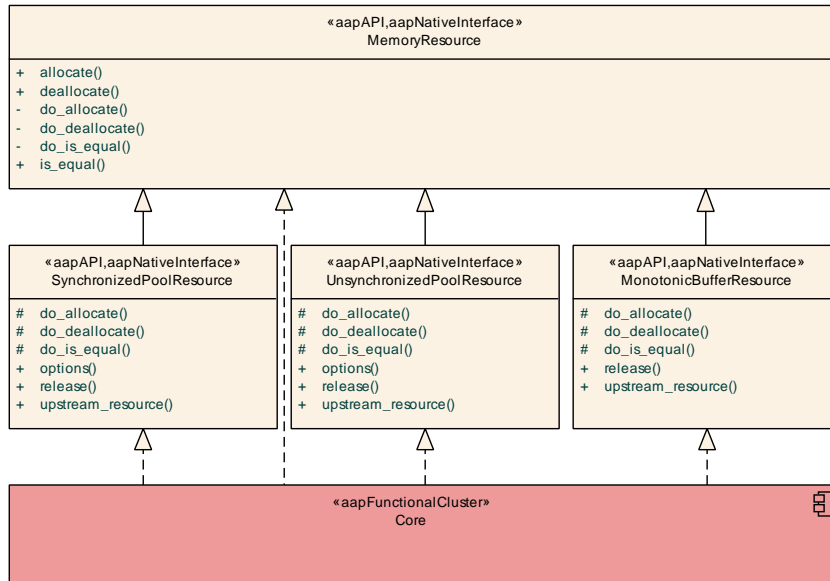 «aapAPI,aapNativeInterface»
MemoryResource
+ allocate()
+ deallocate()
- do_allocate()
- do_deallocate()
- do_is_equal()
+ is_equal()
«aapAPI,aapNativeInterface»
SynchronizedPoolResource
# do_allocate()
# do_deallocate()
# do_is_equal()
+ options()
+ release()
+ upstream_resource()
«aapAPI,aapNativeInterface»
UnsynchronizedPoolResource
# do_allocate()
# do_deallocate()
# do_is_equal()
+ options()
+ release()
+ upstream_resource()
«aapAPI,aapNativeInterface»
MonotonicBufferResource
# do_allocate()
# do_deallocate()
# do_is_equal()
+ release()
+ upstream_resource()
«aapFunctionalCluster»
Core